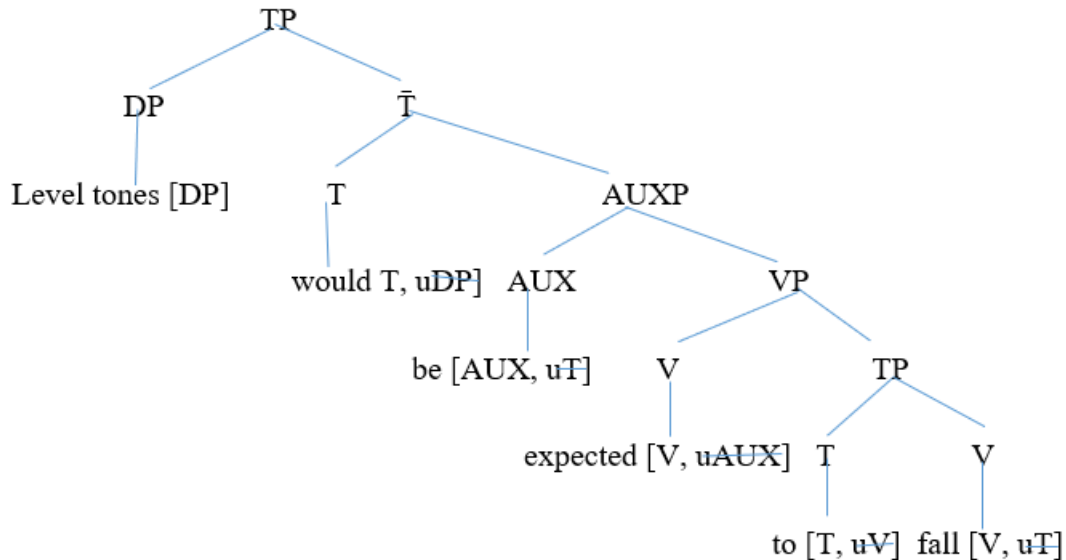 TP
DP T̄
Level tones [DP] T AUXP
would T, uDP] AUX VP
be [AUX, uT] V TP
expected [V, uAUX] T V
to [T, uV] fall [V, uT]